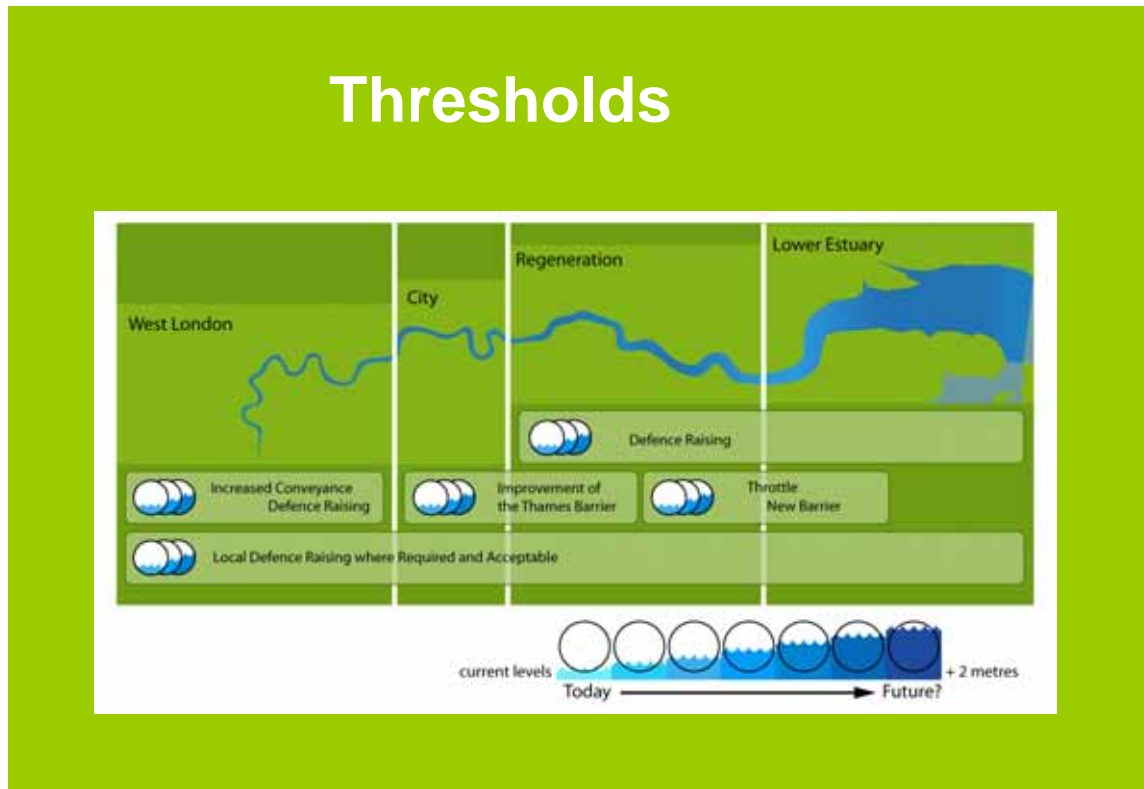 Thresholds
West London
City
Regeneration
Lower Estuary
Defence Raising
Increased Conveyance
Defence Raising
Improvement of
the Thames Barrier
Throttle
New Barrier
Local Defence Raising where Required and Acceptable
current levels
+ 2 metres
Today
Future?